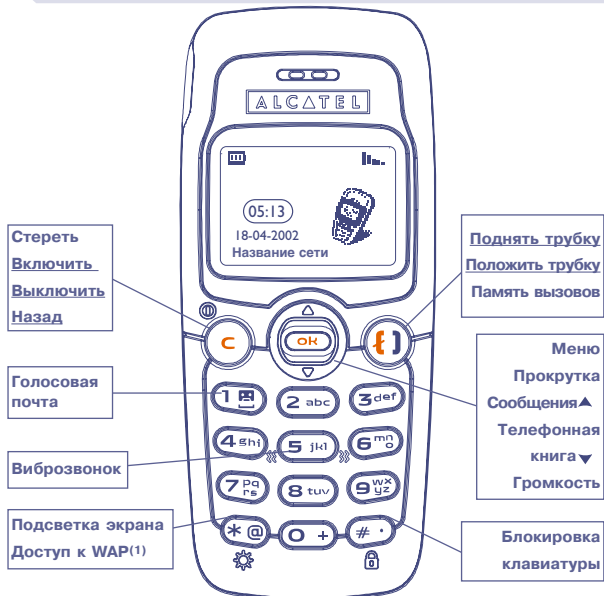 ALCATEL
05:13
18-04-2002
Название сети
Стереть
Включить
Выключить
Назад
Поднять трубку
Положить трубку
Память вызовов
c
ok
Меню
Прокрутка
Сообщения▲
Телефонная
книга▼
Громкость
Голосовая
почта
1
2 abc
3 def
4 ghi
5 jkl
6 mno
Виброзвонок
7 pqrs
8 tuv
9 wxyz
Подсветка экрана
Доступ к WAP(1)
* @
0 +
# ·
Блокировка
клавиатуры